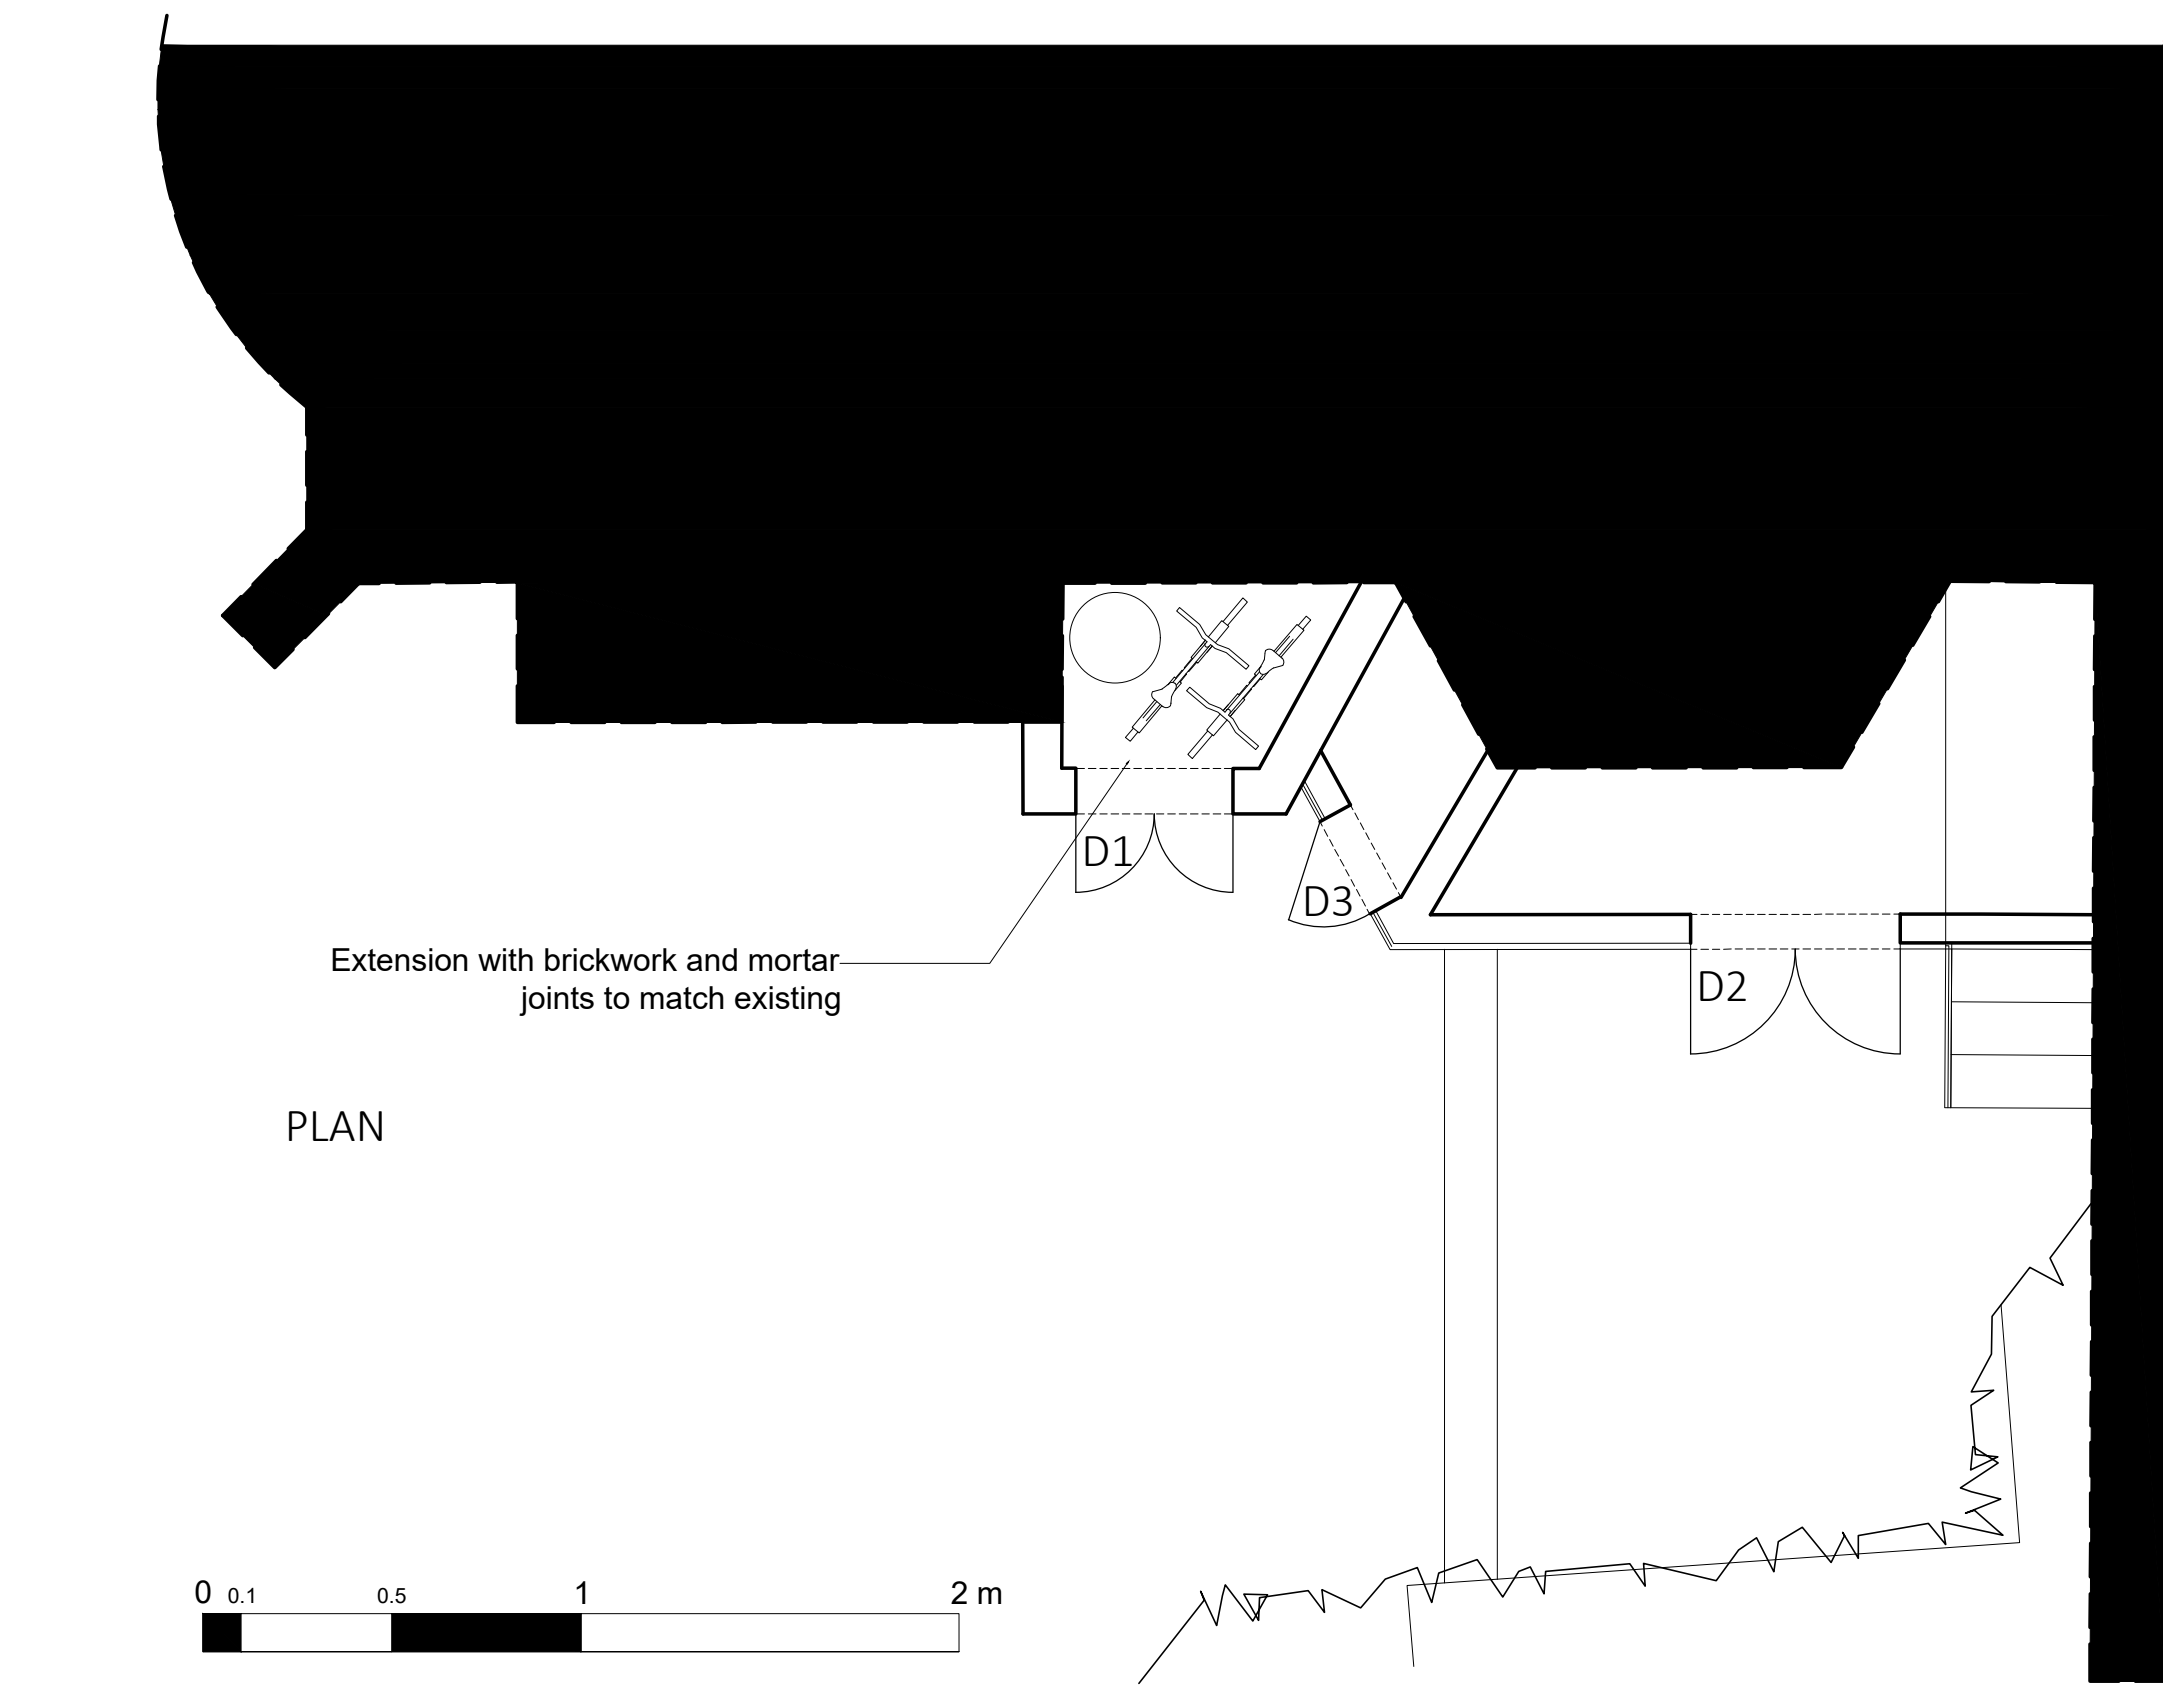 D1
D3
Extension with brickwork and mortar
joints to match existing
D2
PLAN
0 0.1 0.5 1 2 m